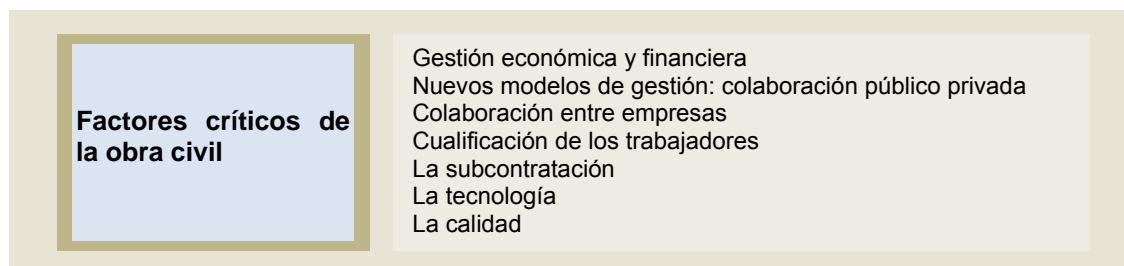 Factores críticos de
la obra civil
Gestión económica y financiera
Nuevos modelos de gestión: colaboración público privada
Colaboración entre empresas
Cualificación de los trabajadores
La subcontratación
La tecnología
La calidad